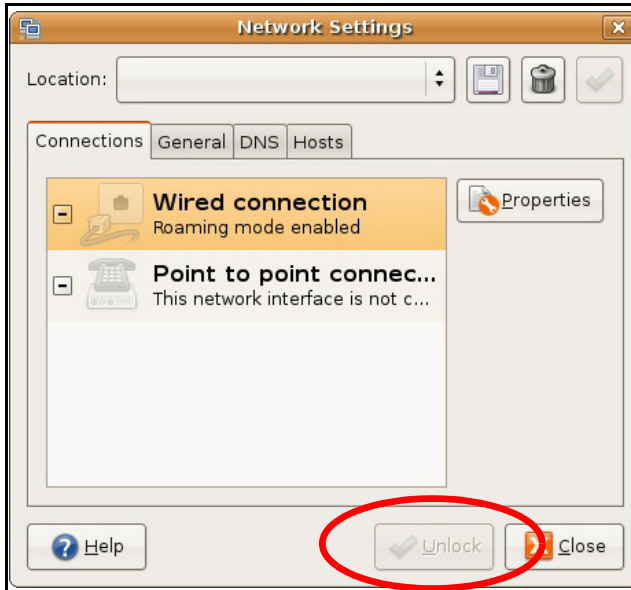 Network Settings
Location:
Connections General DNS Hosts
Wired connection
Roaming mode enabled
Properties
Point to point connec...
This network interface is not c...
Help Unlock Close